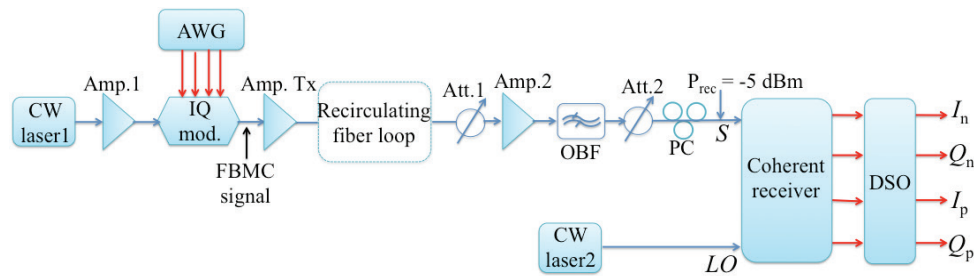 AWG
Amp.1
Amp. Tx
CW
laser1
IQ
mod.
FBMC
signal
Recirculating
fiber loop
Att.1
Amp.2
OBF
Att.2
PC
Prec = -5 dBm
S
Coherent
receiver
DSO
In
Qn
Ip
Qp
CW
laser2
LO